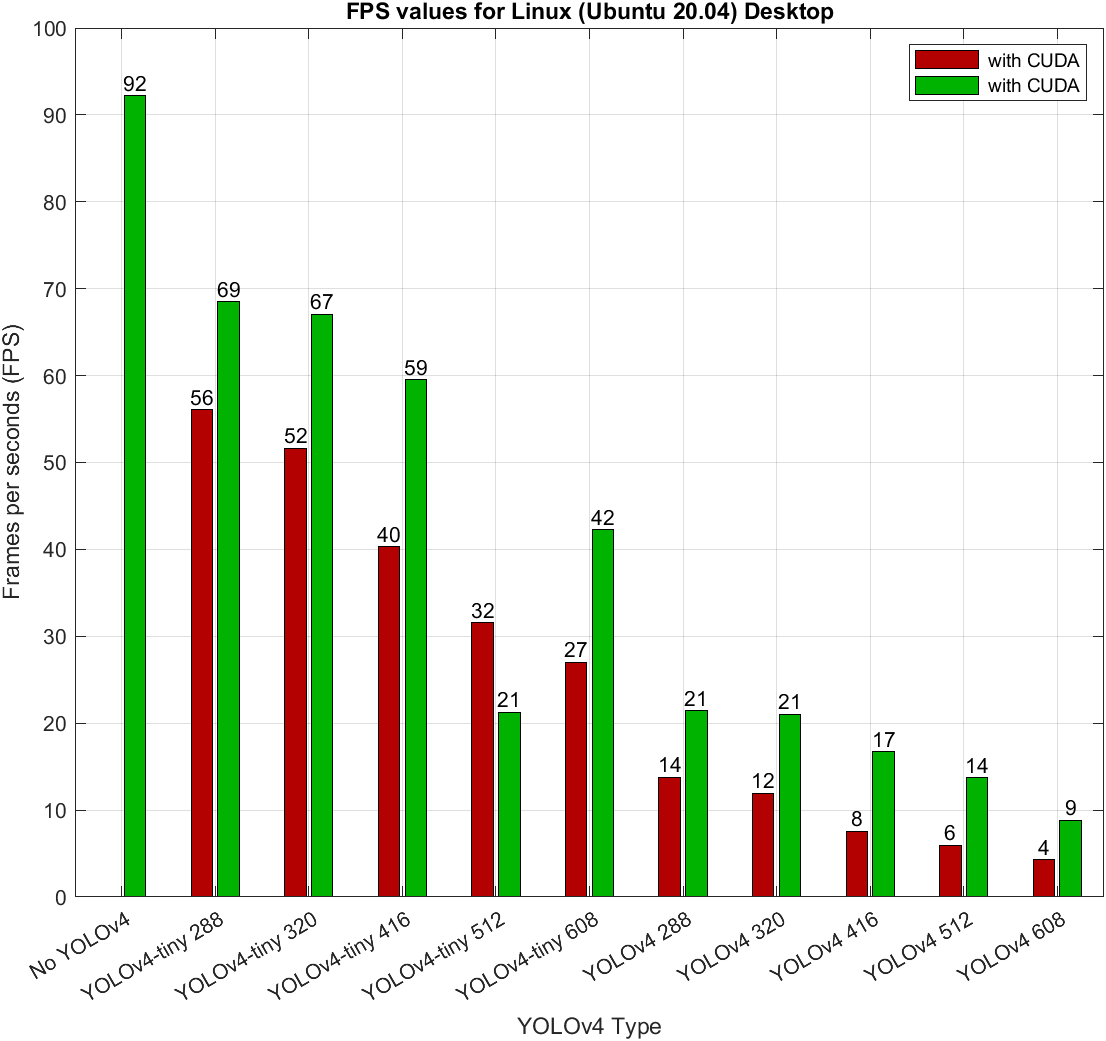 FPS values for Linux (Ubuntu 20.04) Desktop
with CUDA
with CUDA
Frames per seconds (FPS)
100
90
80
70
60
50
40
30
20
10
0
92
56
69
52
67
40
59
32
21
27
42
14
21
12
21
8
17
6
14
4
9
No YOLOv4
YOLOv4-tiny 288
YOLOv4-tiny 320
YOLOv4-tiny 416
YOLOv4-tiny 512
YOLOv4-tiny 608
YOLOv4 288
YOLOv4 320
YOLOv4 416
YOLOv4 512
YOLOv4 608
YOLOv4 Type